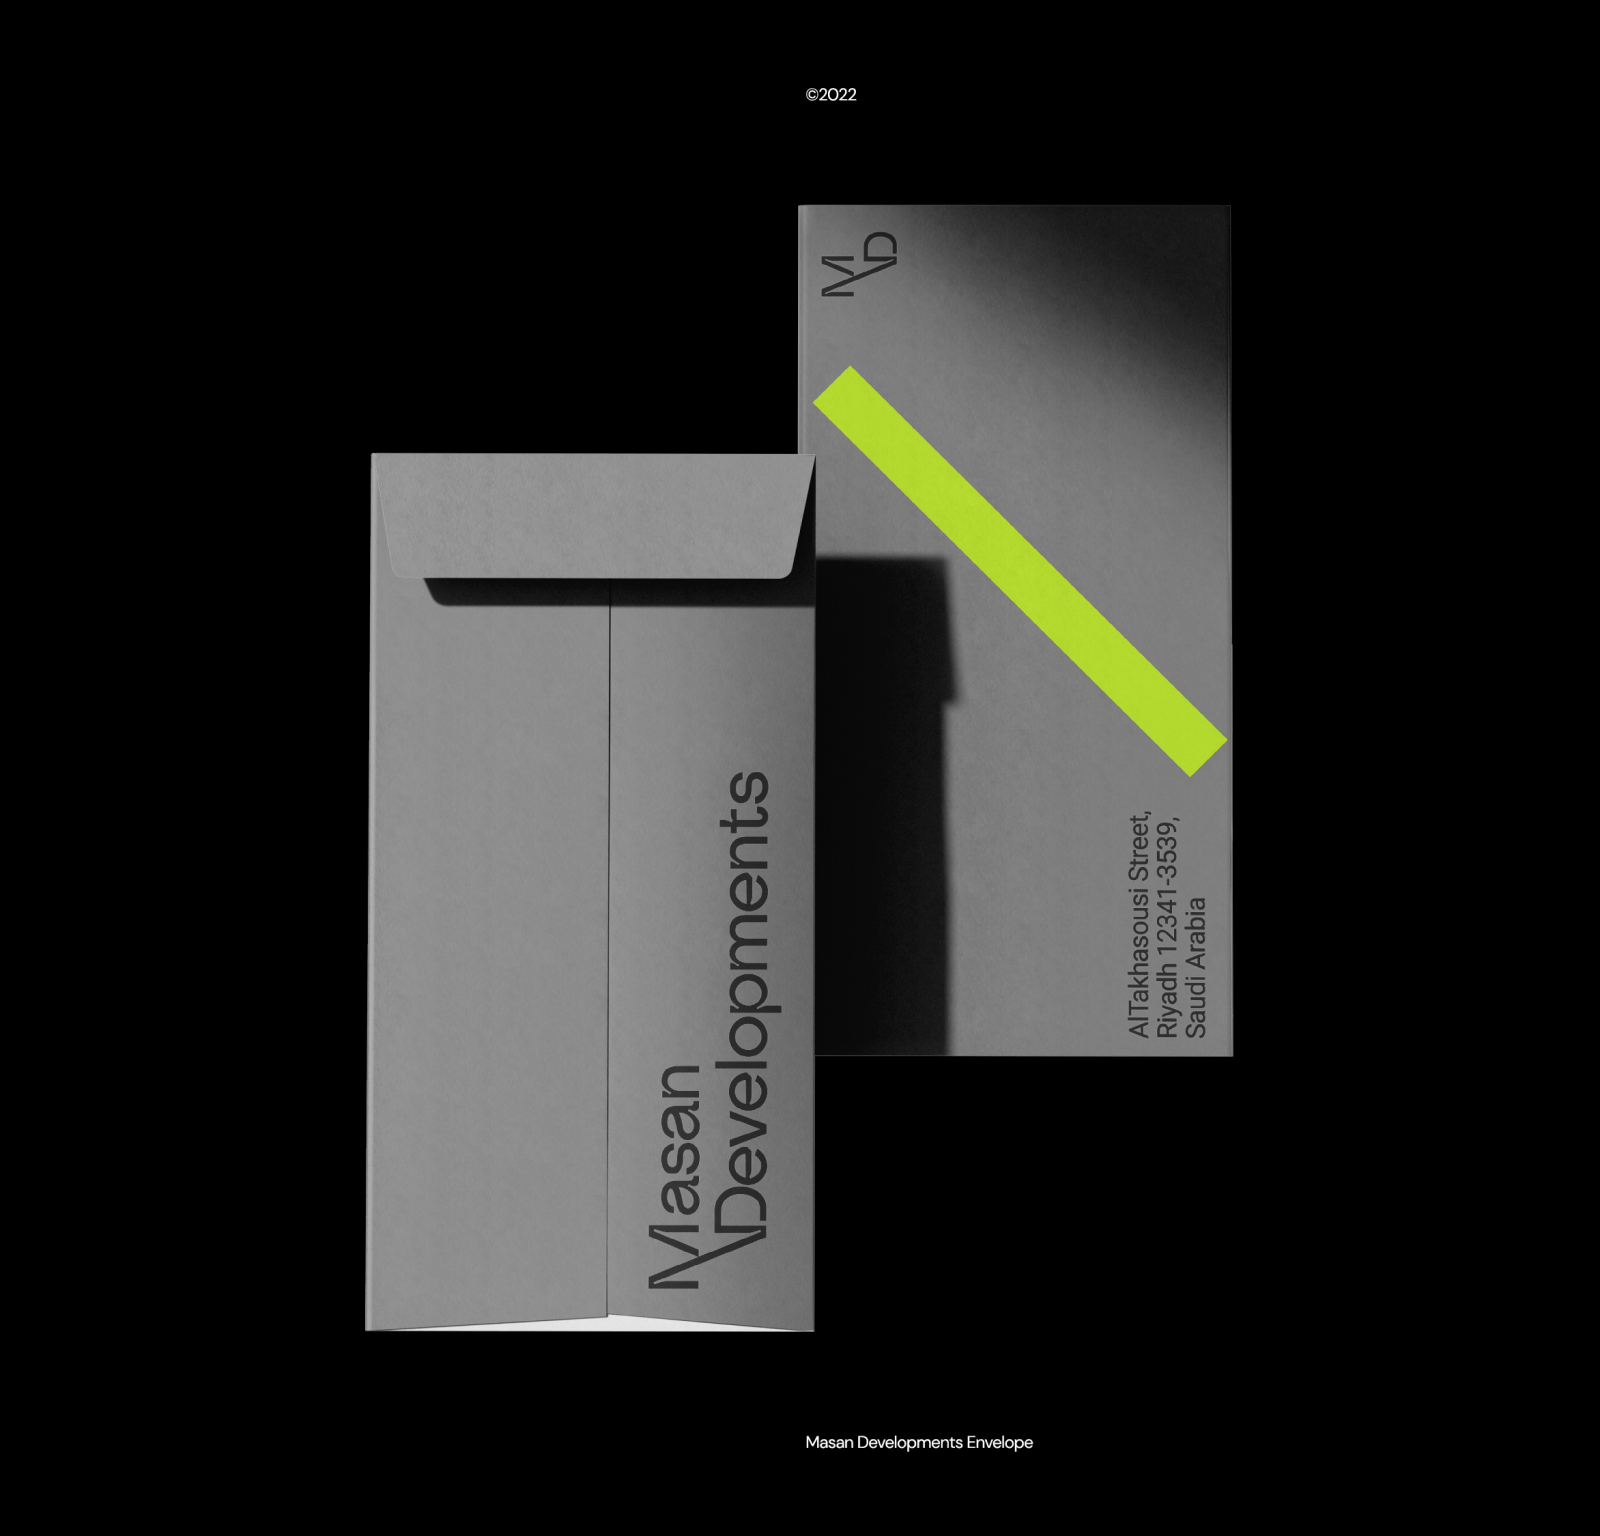 ©2022
MD
AlTakhasousi Street,
Riyadh 12341-3539,
Saudi Arabia
Masan
Developments
Masan Developments Envelope